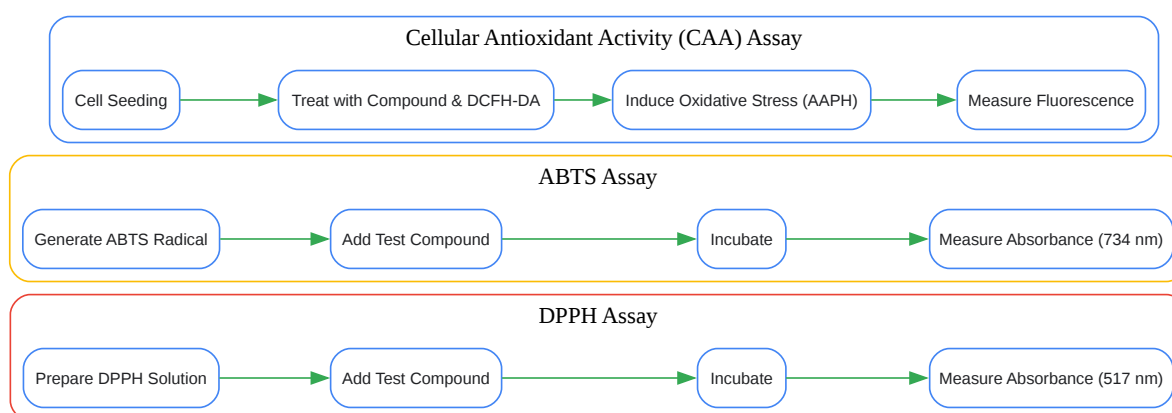 Cellular Antioxidant Activity (CAA) Assay
Cell Seeding
Treat with Compound & DCFH-DA
Induce Oxidative Stress (AAPH)
Measure Fluorescence
ABTS Assay
Generate ABTS Radical
Add Test Compound
Incubate
Measure Absorbance (734 nm)
DPPH Assay
Prepare DPPH Solution
Add Test Compound
Incubate
Measure Absorbance (517 nm)